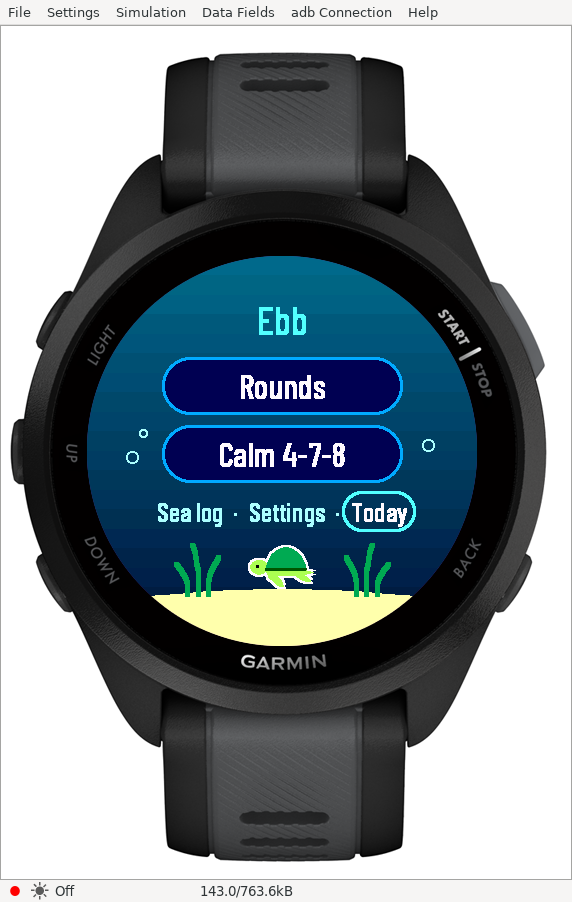 File Settings Simulation Data Fields adb Connection Help
START
STOP
LIGHT
Ebb
Rounds
UP
Calm 4-7-8
Sea log · Settings · Today
DOWN
BACK
GARMIN
Off 143.0/763.6kB